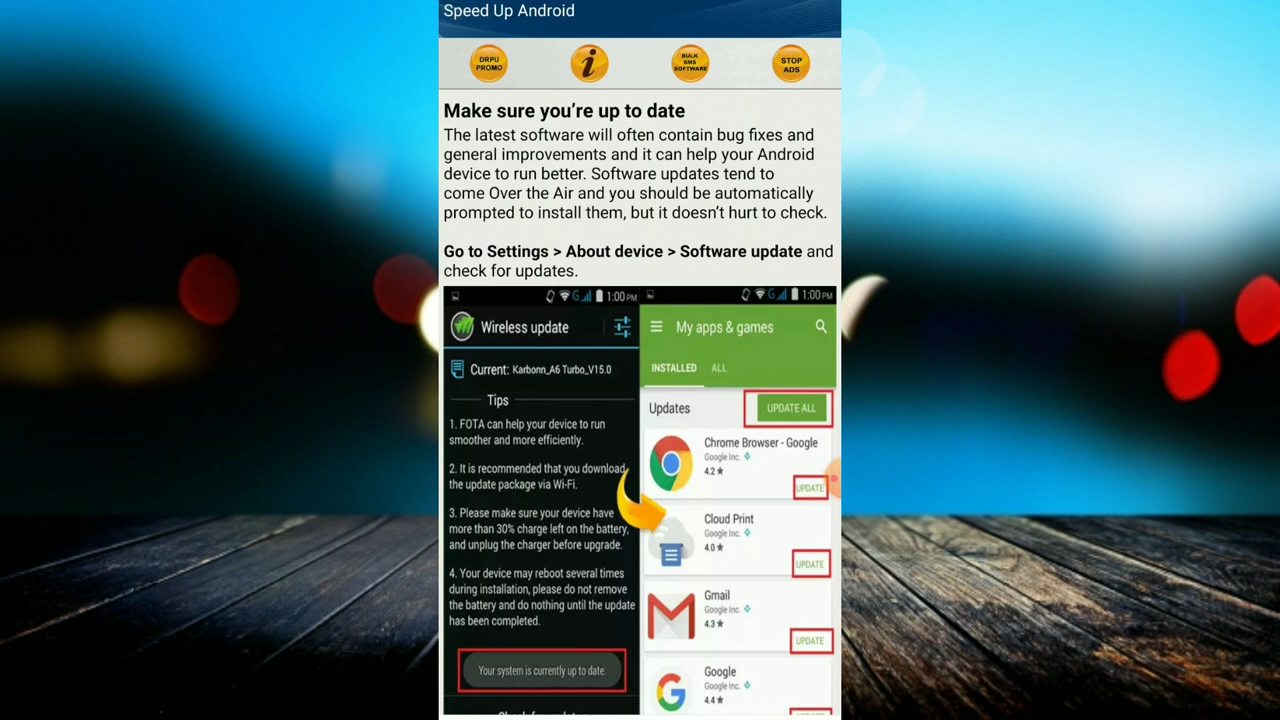 Speed Up Android
DRPU
PROMO
i
BULK
SMS
SOFTWARE
STOP
ADS
Make sure you’re up to date
The latest software will often contain bug fixes and
general improvements and it can help your Android
device to run better. Software updates tend to
come Over the Air and you should be automatically
prompted to install them, but it doesn’t hurt to check.
Go to Settings > About device > Software update and
check for updates.
G 1:00 PM
Wireless update
Current: Karbonn_A6 Turbo_V15.0
Tips
1. FOTA can help your device to run
smoother and more efficiently.
2. It is recommended that you download
the update package via Wi-Fi.
3. Please make sure your device have
more than 30% charge left on the battery,
and unplug the charger before upgrade.
4. Your device may reboot several times
during installation, please do not remove
the battery and do nothing until the update
has been completed.
Your system is currently up to date.
G 1:00 PM
My apps & games
INSTALLED ALL
Updates UPDATE ALL
Chrome Browser - Google
Google Inc.
4.2 ★
UPDATE
Cloud Print
Google Inc.
4.0 ★
UPDATE
Gmail
Google Inc.
4.3 ★
UPDATE
Google
Google Inc.
4.4 ★